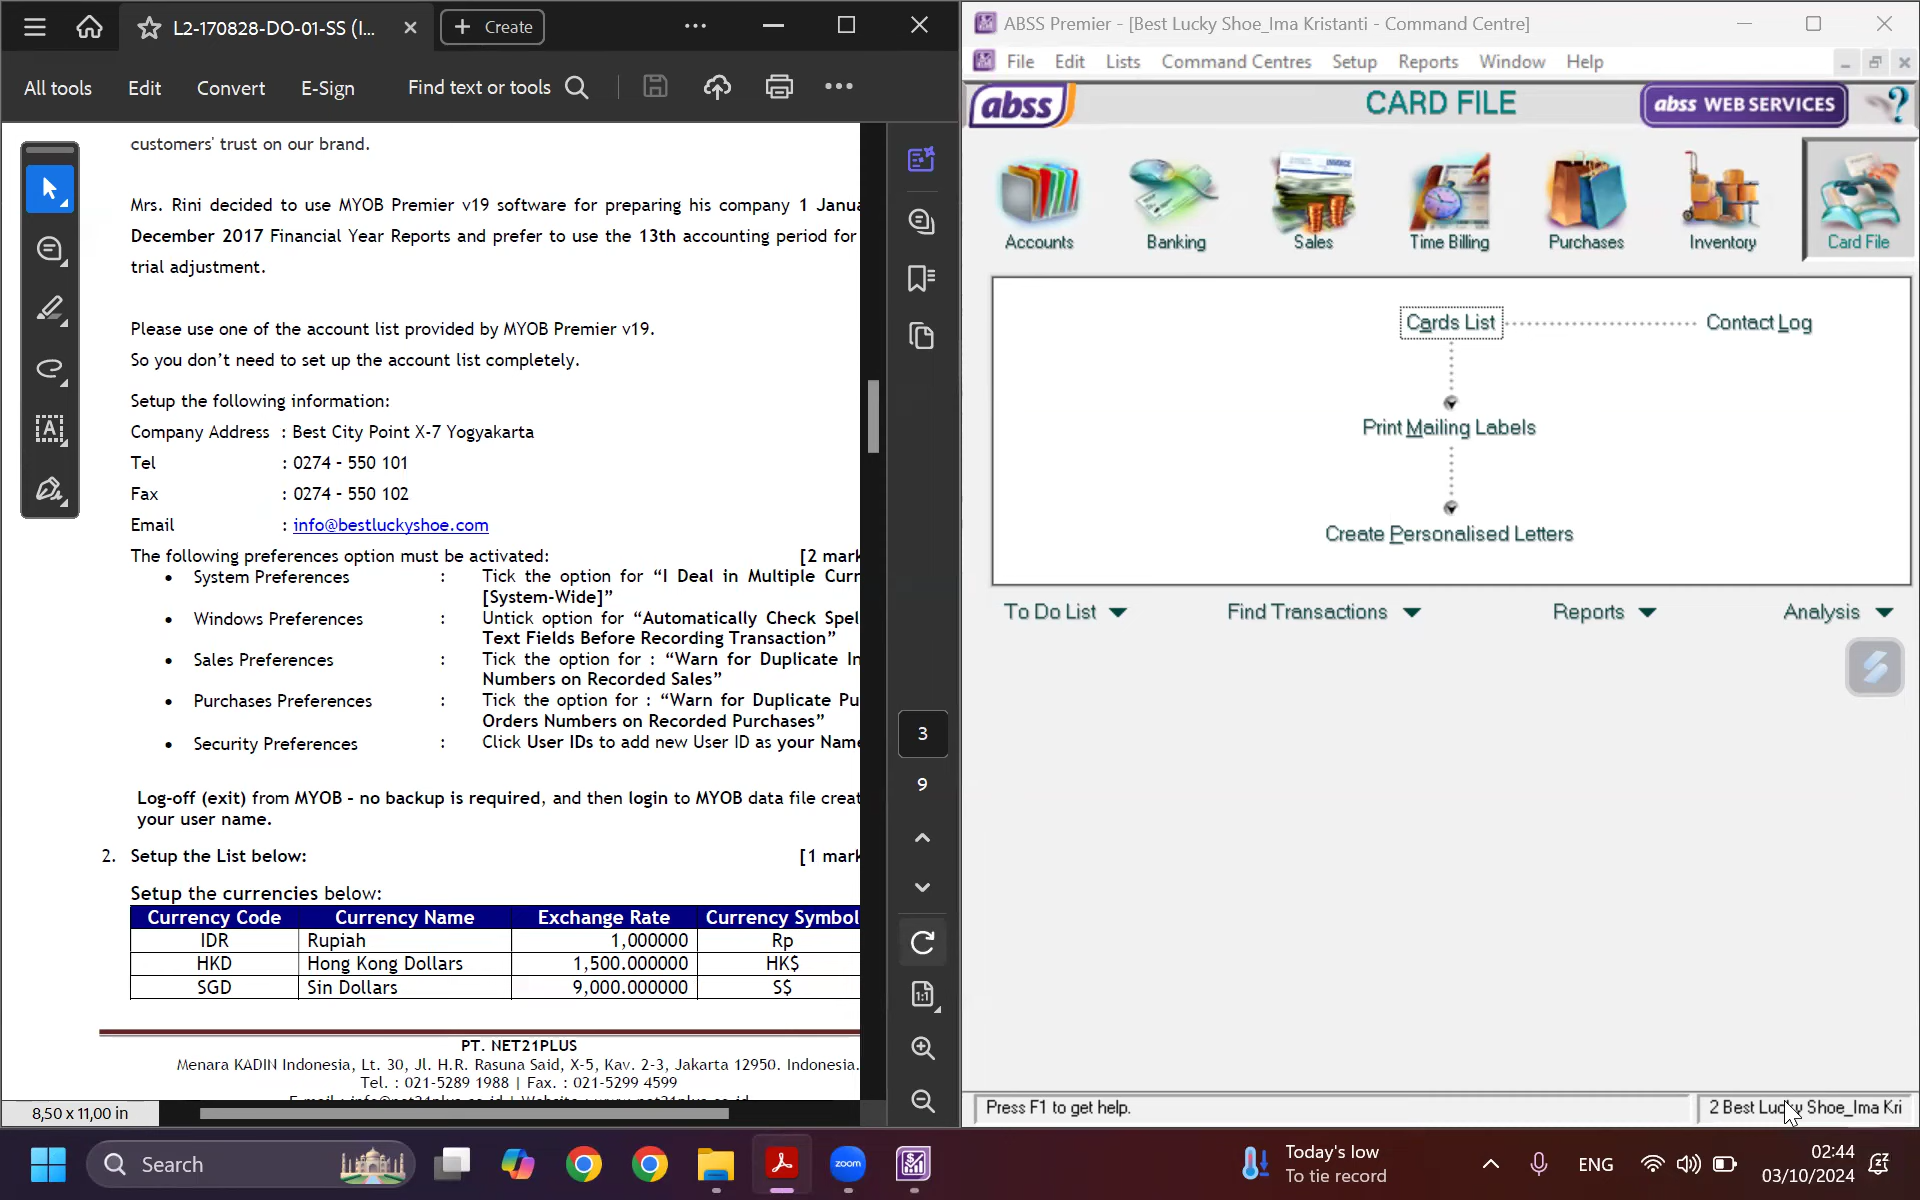 L2-170828-DO-01-SS (I...
Create
All tools
Edit
Convert
E-Sign
Find text or tools
customers' trust on our brand.
Mrs. Rini decided to use MYOB Premier v19 software for preparing his company 1 Janua
December 2017 Financial Year Reports and prefer to use the 13th accounting period for
trial adjustment.
Please use one of the account list provided by MYOB Premier v19.
So you don't need to set up the account list completely.
Setup the following information:
Company Address : Best City Point X-7 Yogyakarta
Tel : 0274 - 550 101
Fax : 0274 - 550 102
Email : info@bestluckyshoe.com
The following preferences option must be activated: [2 mark
• System Preferences : Tick the option for "I Deal in Multiple Curr
[System-Wide]"
• Windows Preferences : Untick option for "Automatically Check Spel
Text Fields Before Recording Transaction"
• Sales Preferences : Tick the option for : "Warn for Duplicate In
Numbers on Recorded Sales"
• Purchases Preferences : Tick the option for : "Warn for Duplicate Pu
Orders Numbers on Recorded Purchases"
• Security Preferences : Click User IDs to add new User ID as your Name
Log-off (exit) from MYOB - no backup is required, and then login to MYOB data file creat
your user name.
2. Setup the List below: [1 mark
Setup the currencies below:
Currency Code Currency Name Exchange Rate Currency Symbol
IDR Rupiah 1,000000 Rp
HKD Hong Kong Dollars 1,500.000000 HK$
SGD Sin Dollars 9,000.000000 S$
PT. NET21PLUS
Menara KADIN Indonesia, Lt. 30, Jl. H.R. Rasuna Said, X-5, Kav. 2-3, Jakarta 12950. Indonesia.
Tel. : 021-5289 1988 | Fax. : 021-5299 4599
8,50 x 11,00 in
3
9
1:1
ABSS Premier - [Best Lucky Shoe_Ima Kristanti - Command Centre]
File Edit Lists Command Centres Setup Reports Window Help
abss
CARD FILE
abss WEB SERVICES
Accounts
Banking
Sales
Time Billing
Purchases
Inventory
Card File
Cards List
Contact Log
Print Mailing Labels
Create Personalised Letters
To Do List
Find Transactions
Reports
Analysis
Press F1 to get help.
2 Best Lucky Shoe_Ima Kri
Search
zoom
Today's low
To tie record
ENG
02:44
03/10/2024